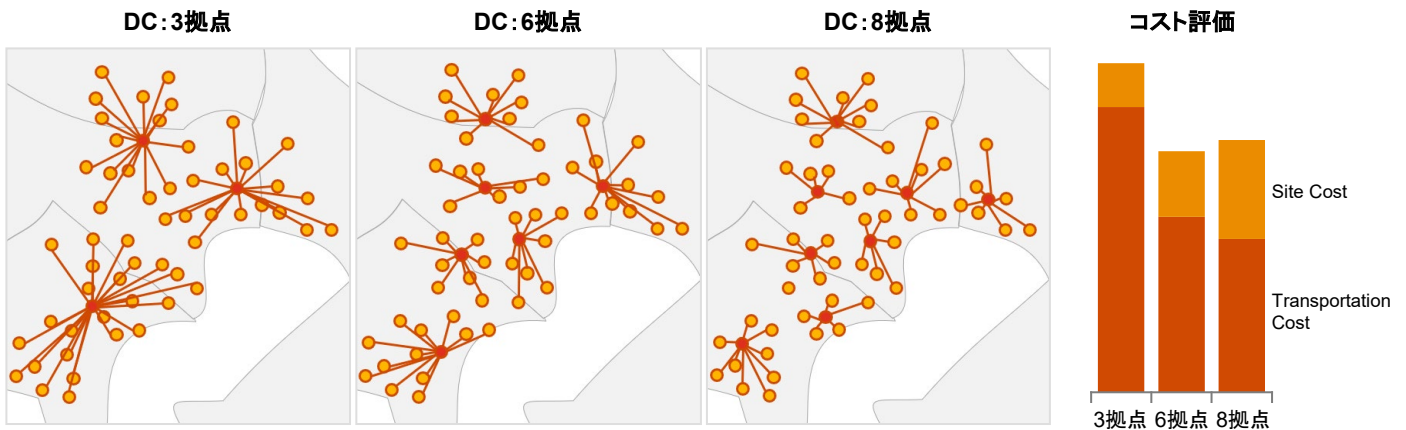 DC：3拠点
DC：6拠点
DC：8拠点
コスト評価
Site Cost
Transportation
Cost
3拠点
6拠点
8拠点